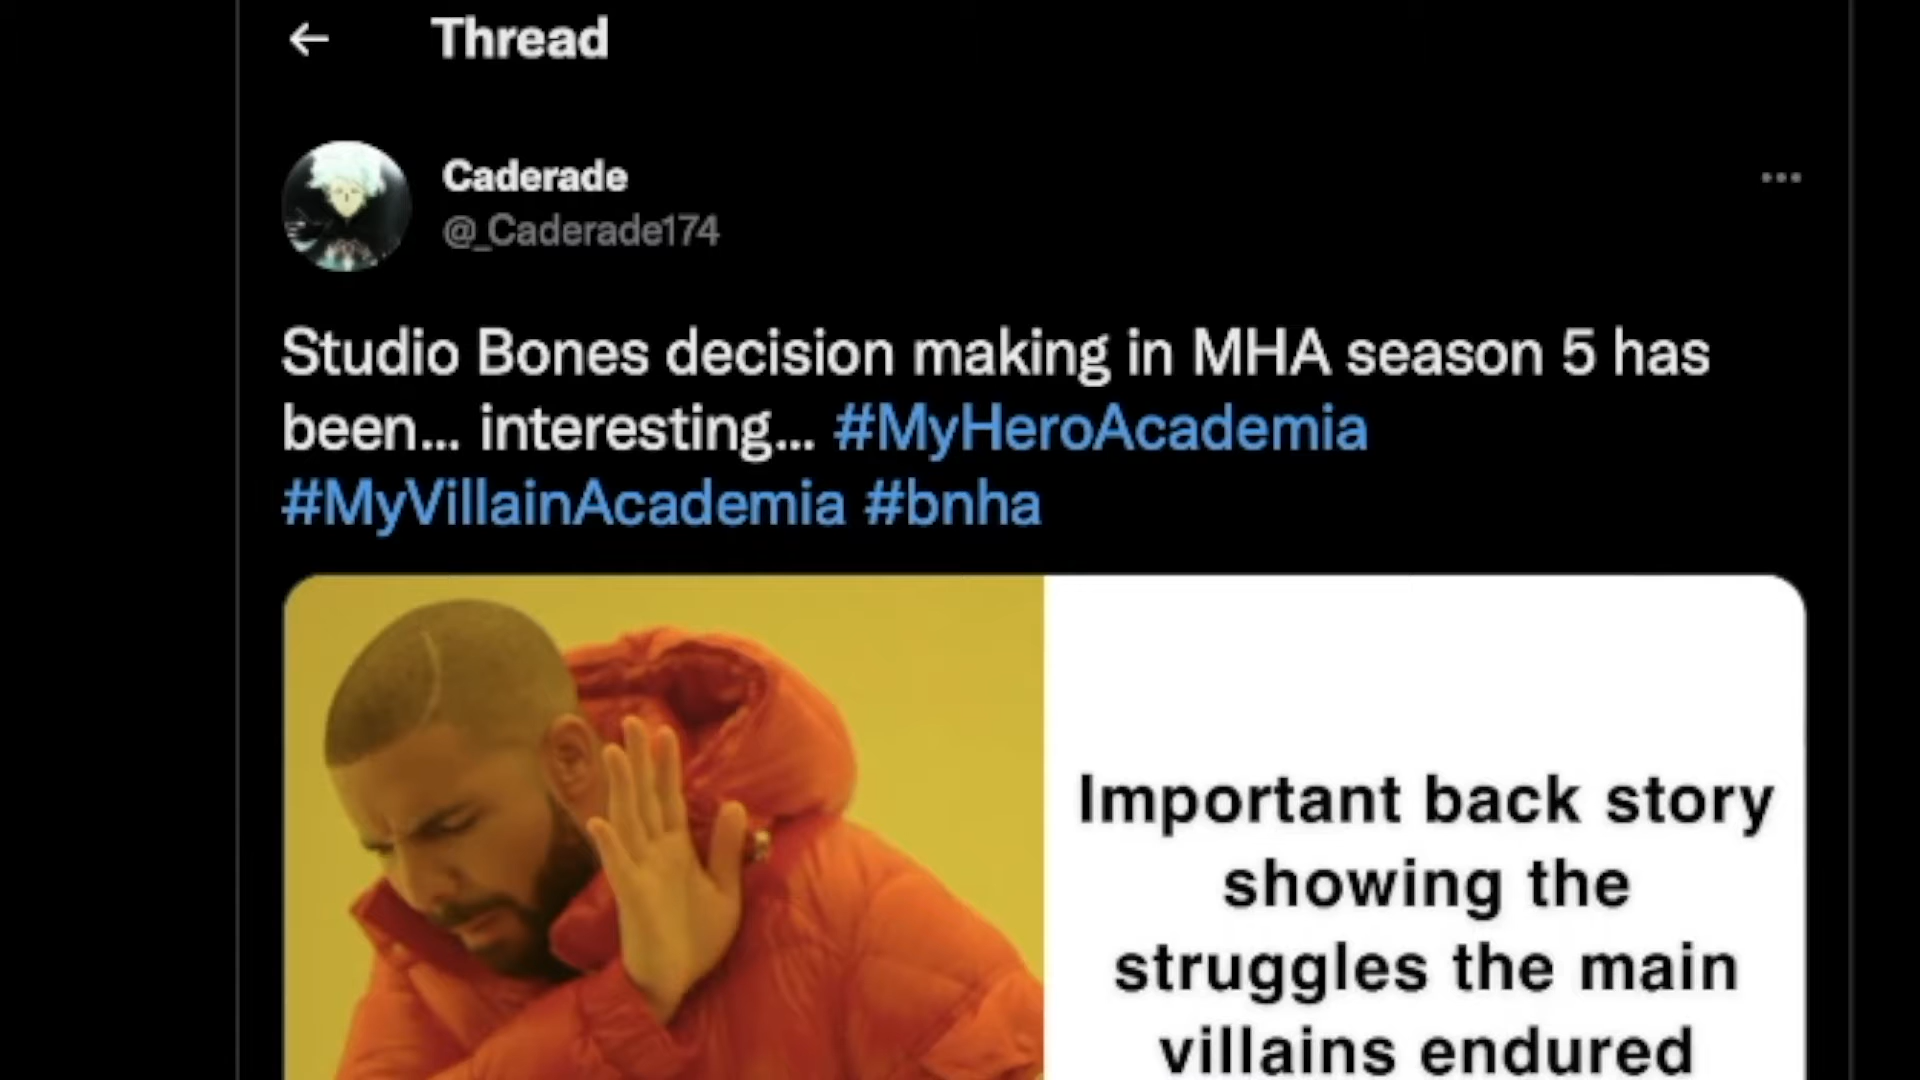 Thread
Caderade
@_Caderade174
Studio Bones decision making in MHA season 5 has
been... interesting... #MyHeroAcademia
#MyVillainAcademia #bnha
Important back story
showing the
struggles the main
villains endured